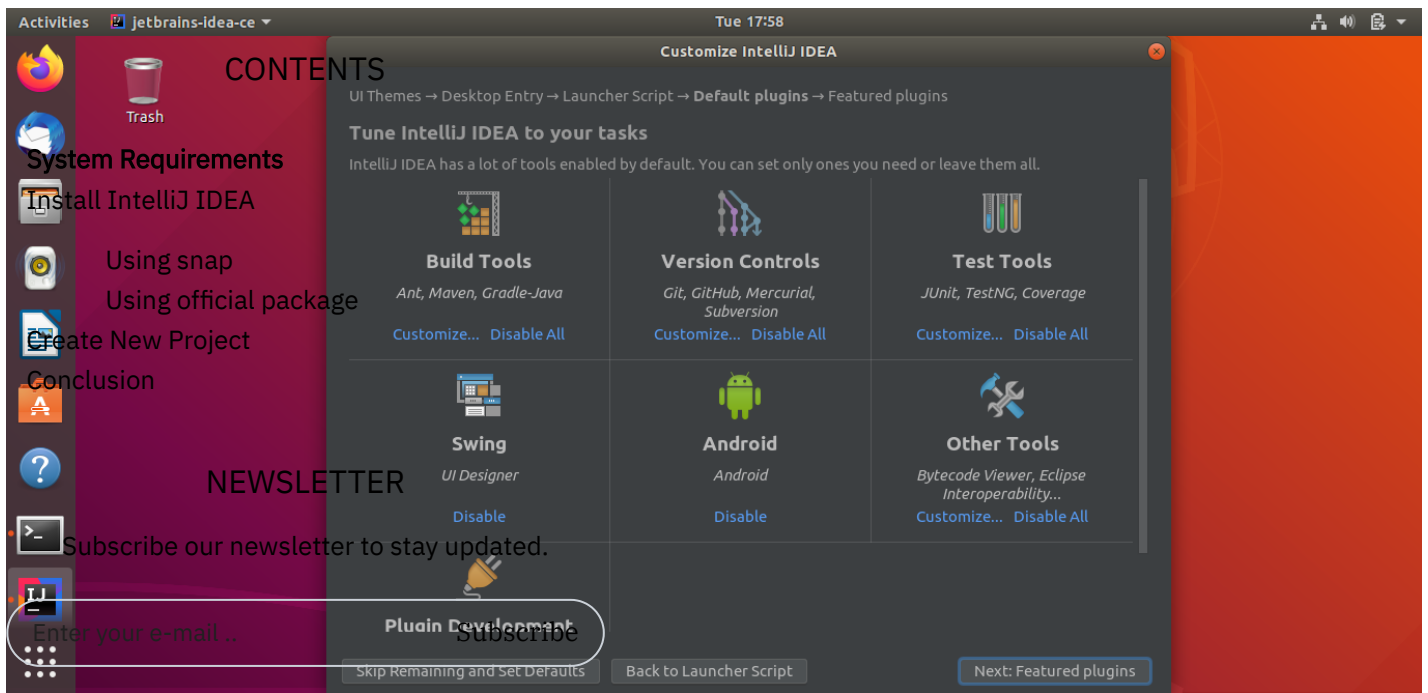 Activities jetbrains-idea-ce Tue 17:58
Customize IntelliJ IDEA
Trash
UI Themes → Desktop Entry → Launcher Script → Default plugins → Featured plugins
Tune IntelliJ IDEA to your tasks
IntelliJ IDEA has a lot of tools enabled by default. You can set only ones you need or leave them all.
Build Tools
Ant, Maven, Gradle-Java
Customize... Disable All
Version Controls
Git, GitHub, Mercurial,
Subversion
Customize... Disable All
Test Tools
JUnit, TestNG, Coverage
Customize... Disable All
Swing
UI Designer
Disable
Android
Android
Disable
Other Tools
Bytecode Viewer, Eclipse
Interoperability...
Customize... Disable All
Plugin Development
Skip Remaining and Set Defaults Back to Launcher Script Next: Featured plugins
CONTENTS
System Requirements
Install IntelliJ IDEA
Using snap
Using official package
Create New Project
Conclusion
NEWSLETTER
Subscribe our newsletter to stay updated.
Enter your e-mail ..
Subscribe
IJ